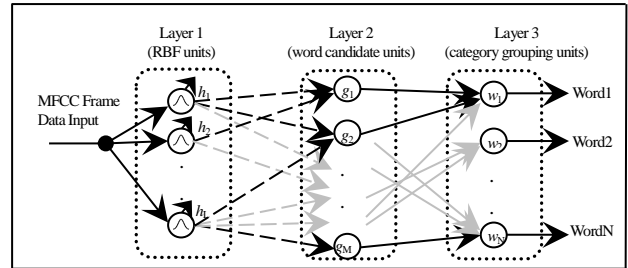 Layer 1
(RBF units)
Layer 2
(word candidate units)
Layer 3
(category grouping units)
MFCC Frame
Data Input
h1
h2
hL
g1
g2
gM
w1
w2
wN
Word1
Word2
WordN